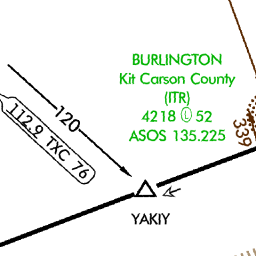 BURLINGTON
Kit Carson County
(ITR)
4218 Ⓛ 52
ASOS 135.225
120
112.9 TXC 76
339
YAKIY